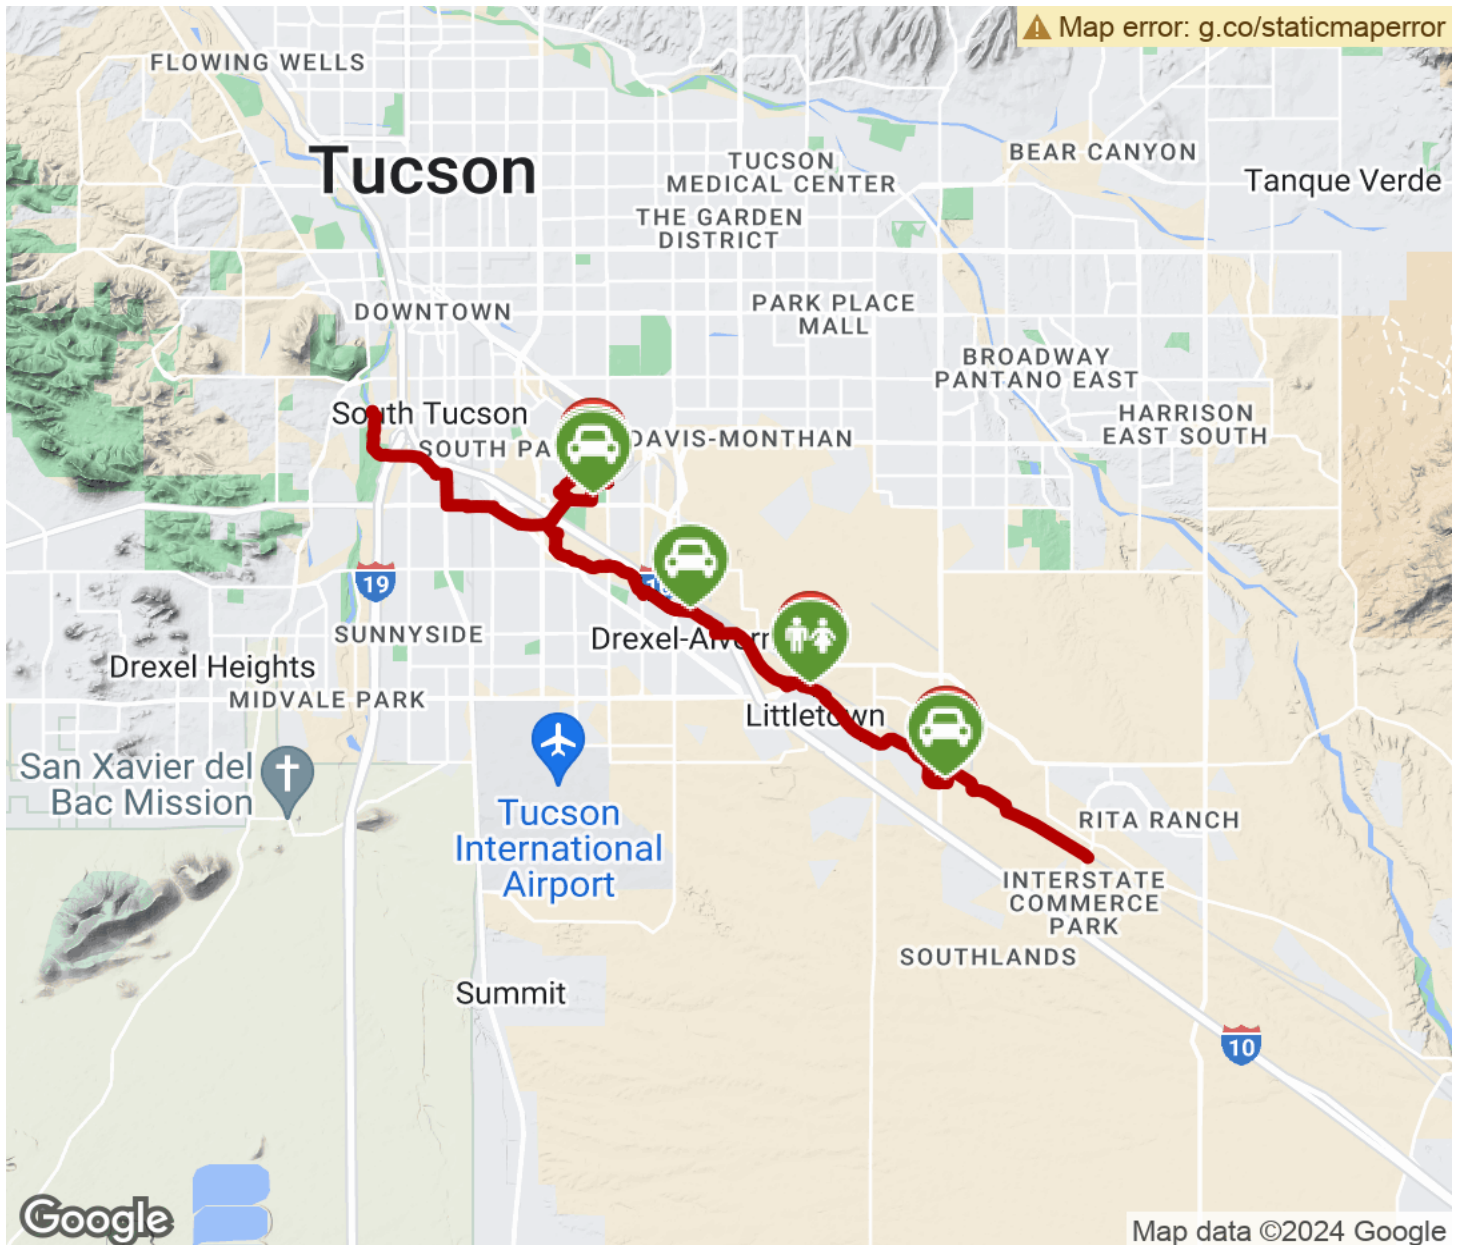 Map error: g.co/staticmaperror
FLOWING WELLS
Tucson
TUCSON
MEDICAL CENTER
BEAR CANYON
Tanque Verde
THE GARDEN
DISTRICT
DOWNTOWN
PARK PLACE
MALL
BROADWAY
PANTANO EAST
South Tucson
HARRISON
EAST SOUTH
SOUTH PA
DAVIS-MONTHAN
19
SUNNYSIDE
Drexel-Alvern
Drexel Heights
MIDVALE PARK
Littletown
San Xavier del
Bac Mission
Tucson
International
Airport
RITA RANCH
INTERSTATE
COMMERCE
PARK
SOUTHLANDS
Summit
10
Google
Map data ©2024 Google